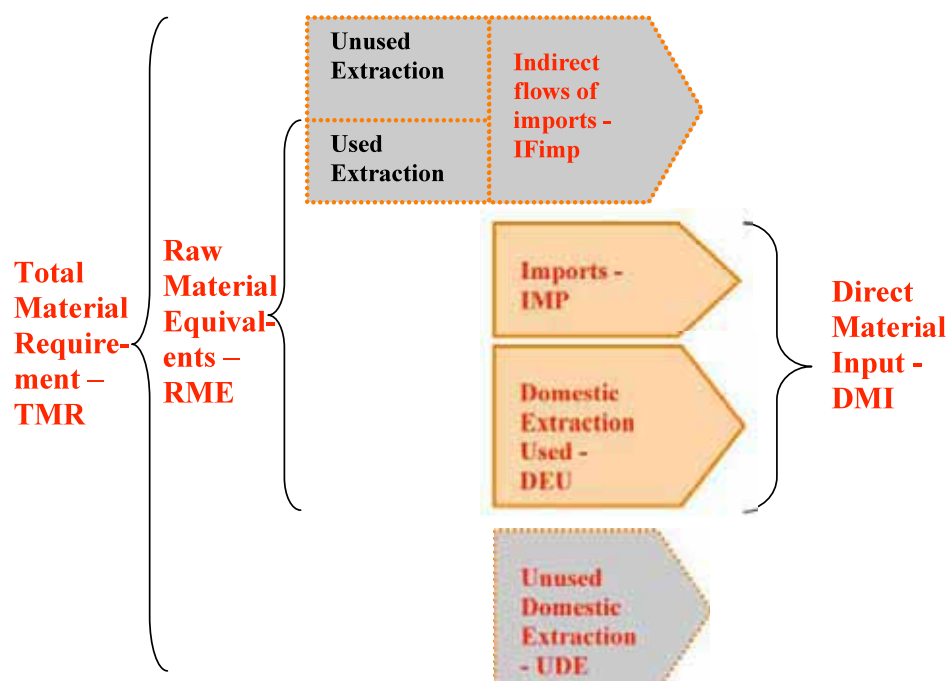 Unused
Extraction
Indirect
flows of
imports -
IFimp
Used
Extraction
Total
Material
Require-
ment –
TMR
Raw
Material
Equival-
ents –
RME
Imports -
IMP
Domestic
Extraction
Used -
DEU
Direct
Material
Input -
DMI
Unused
Domestic
Extraction
- UDE